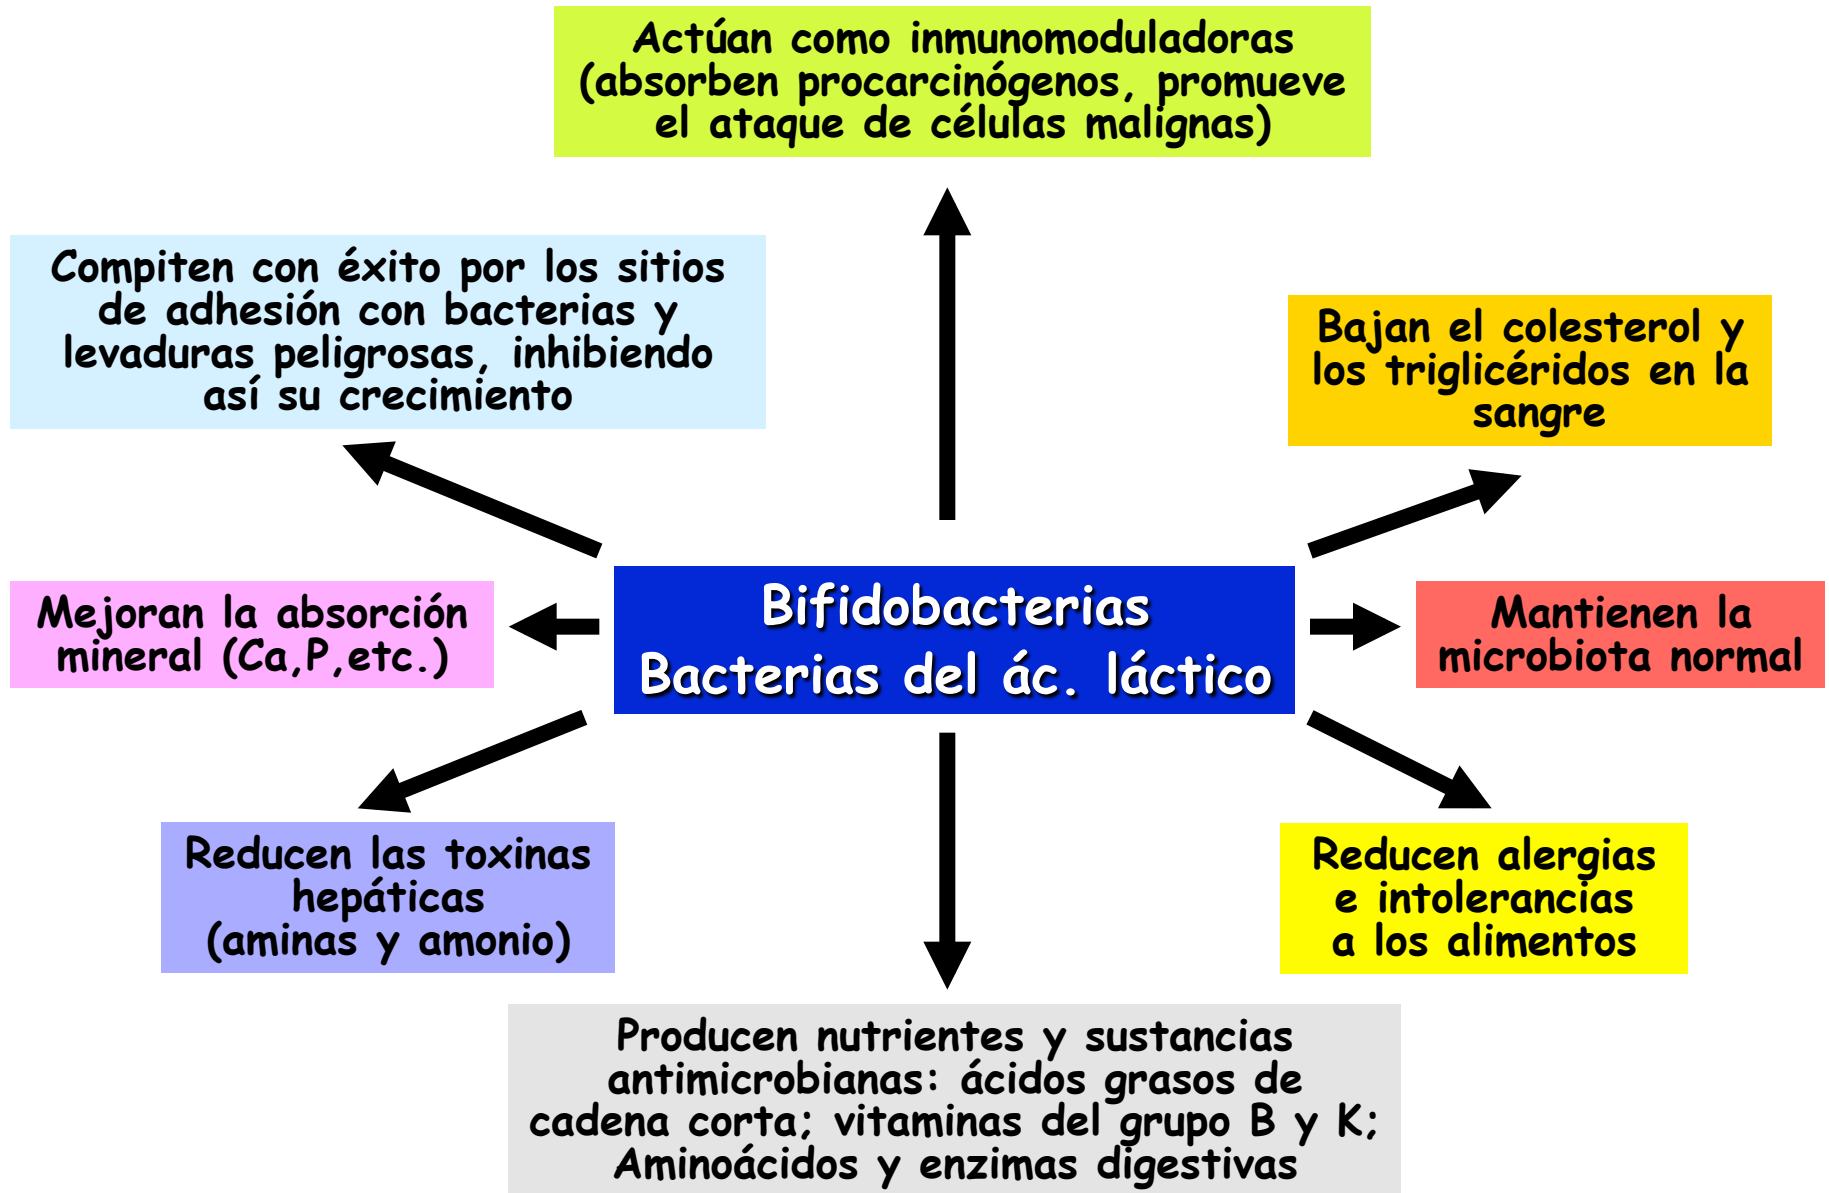 Actúan como inmunomoduladoras
(absorben procarcinógenos, promueve
el ataque de células malignas)
Compiten con éxito por los sitios
de adhesión con bacterias y
levaduras peligrosas, inhibiendo
así su crecimiento
Bajan el colesterol y
los triglicéridos en la
sangre
Mejoran la absorción
mineral (Ca,P,etc.)
Bifidobacterias
Bacterias del ác. láctico
Mantienen la
microbiota normal
Reducen las toxinas
hepáticas
(aminas y amonio)
Reducen alergias
e intolerancias
a los alimentos
Producen nutrientes y sustancias
antimicrobianas: ácidos grasos de
cadena corta; vitaminas del grupo B y K;
Aminoácidos y enzimas digestivas